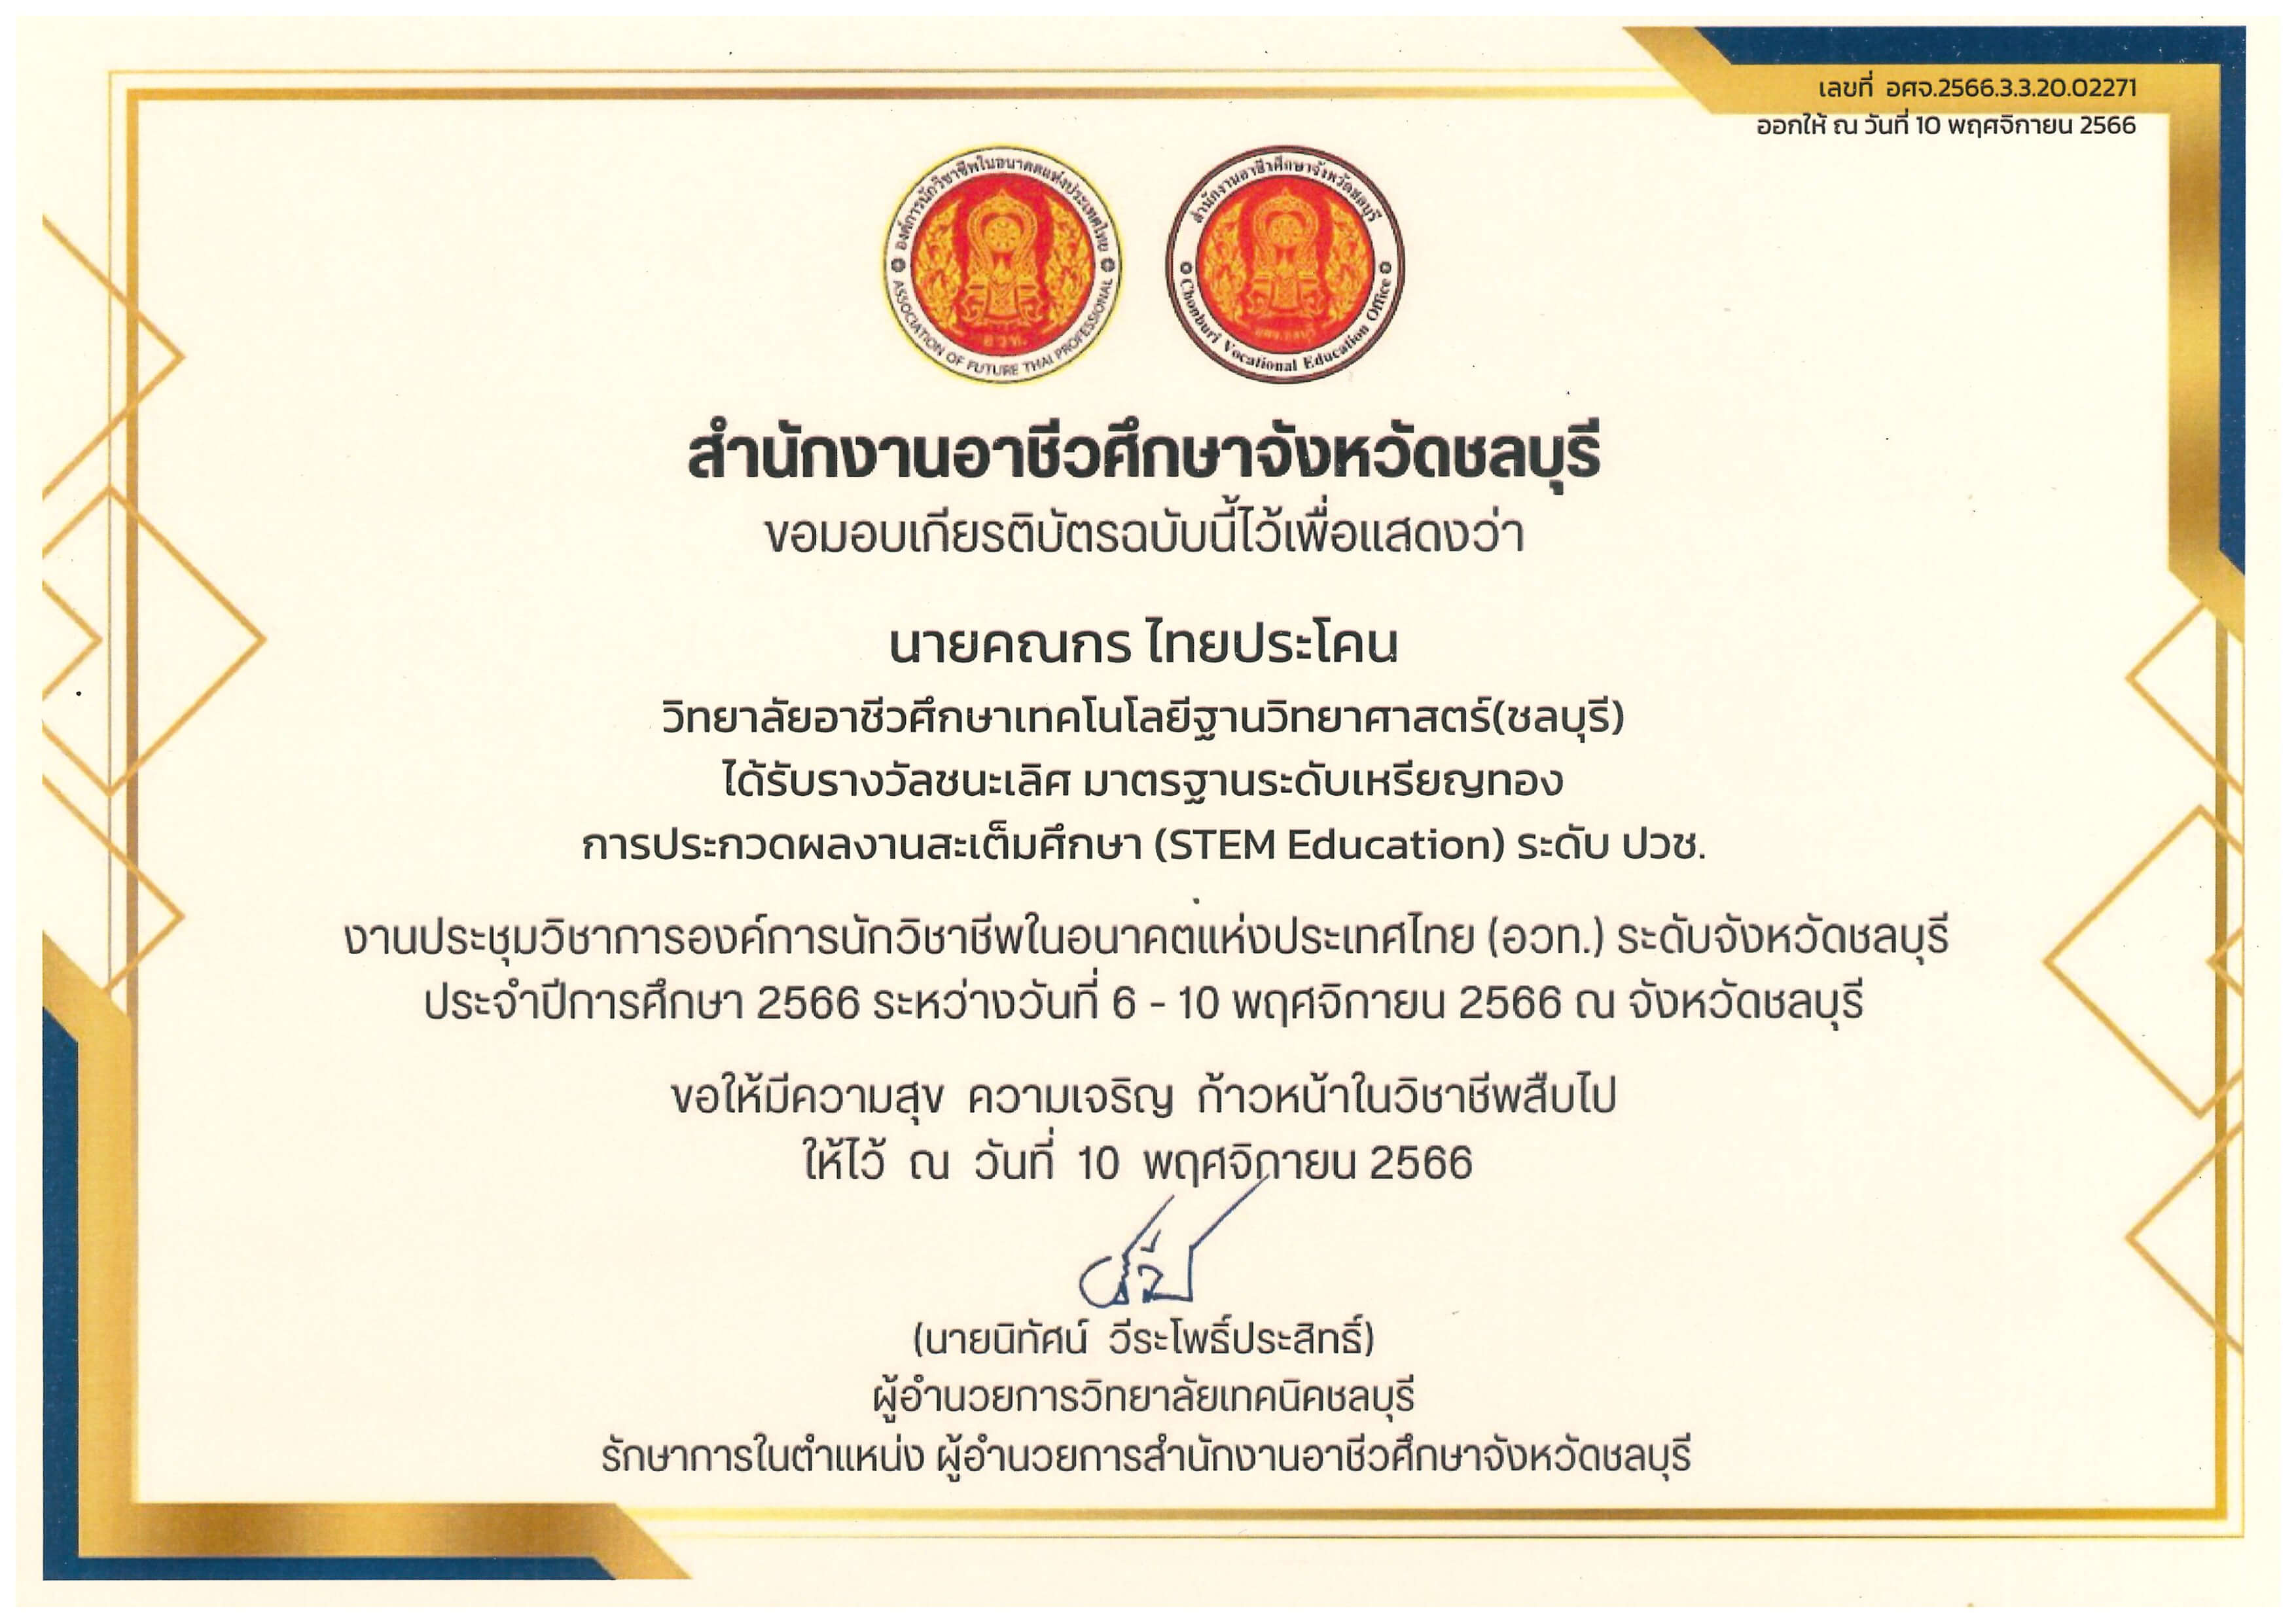 เลขที่ อศจ.2566.3.3.20.02271
ออกให้ ณ วันที่ 10 พฤศจิกายน 2566
องค์การนักวิชาชีพในอนาคตแห่งประเทศไทย
ASSOCIATION OF FUTURE THAI PROFESSIONAL
อวท.
สำนักงานอาชีวศึกษาจังหวัดชลบุรี
Chonburi Vocational Education Office
สำนักงานอาชีวศึกษาจังหวัดชลบุรี
ขอมอบเกียรติบัตรฉบับนี้ไว้เพื่อแสดงว่า
นายคณกร ไทยประโคน
วิทยาลัยอาชีวศึกษาเทคโนโลยีฐานวิทยาศาสตร์(ชลบุรี)
ได้รับรางวัลชนะเลิศ มาตรฐานระดับเหรียญทอง
การประกวดผลงานสะเต็มศึกษา (STEM Education) ระดับ ปวช.
งานประชุมวิชาการองค์การนักวิชาชีพในอนาคตแห่งประเทศไทย (อวท.) ระดับจังหวัดชลบุรี
ประจำปีการศึกษา 2566 ระหว่างวันที่ 6 - 10 พฤศจิกายน 2566 ณ จังหวัดชลบุรี
ขอให้มีความสุข ความเจริญ ก้าวหน้าในวิชาชีพสืบไป
ให้ไว้ ณ วันที่ 10 พฤศจิกายน 2566
(นายนิทัศน์ วีระโพธิ์ประสิทธิ์)
ผู้อำนวยการวิทยาลัยเทคนิคชลบุรี
รักษาการในตำแหน่ง ผู้อำนวยการสำนักงานอาชีวศึกษาจังหวัดชลบุรี